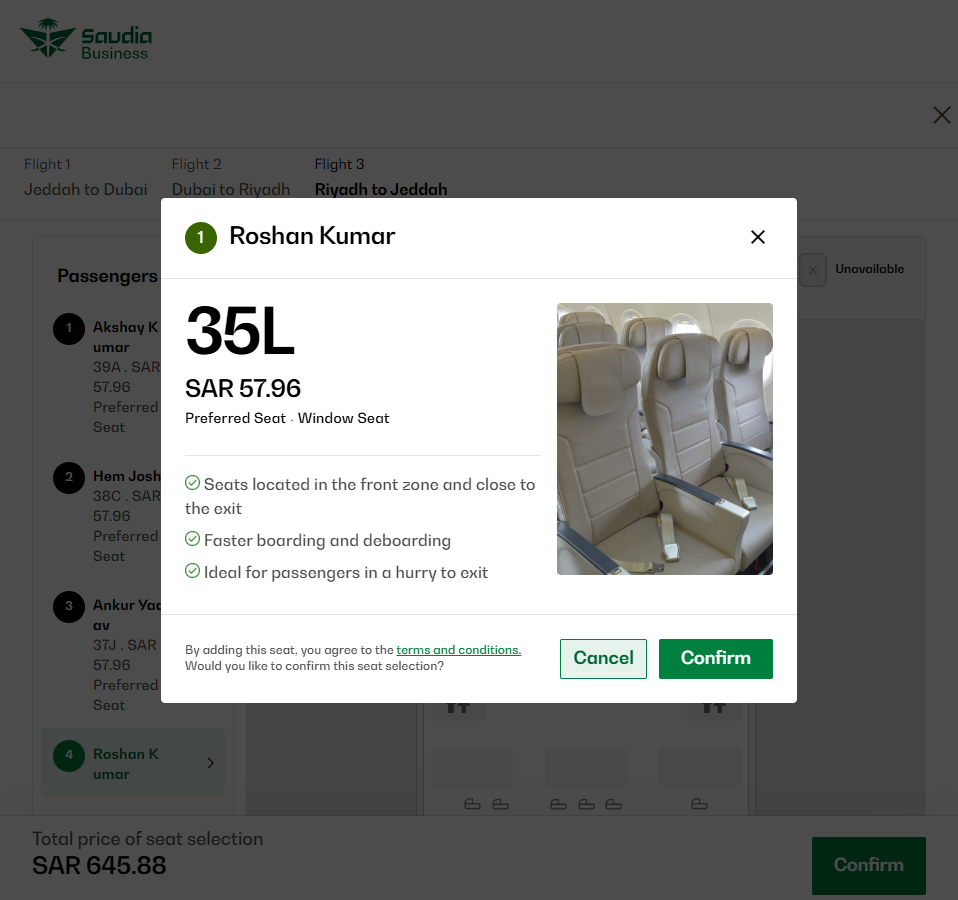 Saudia
Business
Flight 1
Flight 2
Flight 3
Jeddah to Dubai
Dubai to Riyadh
Riyadh to Jeddah
1
Roshan Kumar
Passengers
Unavailable
1
Akshay K
umar
39A . SAR
57.96
Preferred
Seat
2
Hem Josh
38C . SAR
57.96
Preferred
Seat
3
Ankur Yad
av
37J . SAR
57.96
Preferred
Seat
4
Roshan K
umar
35L
SAR 57.96
Preferred Seat · Window Seat
Seats located in the front zone and close to
the exit
Faster boarding and deboarding
Ideal for passengers in a hurry to exit
By adding this seat, you agree to the terms and conditions.
Would you like to confirm this seat selection?
Cancel
Confirm
Total price of seat selection
SAR 645.88
Confirm